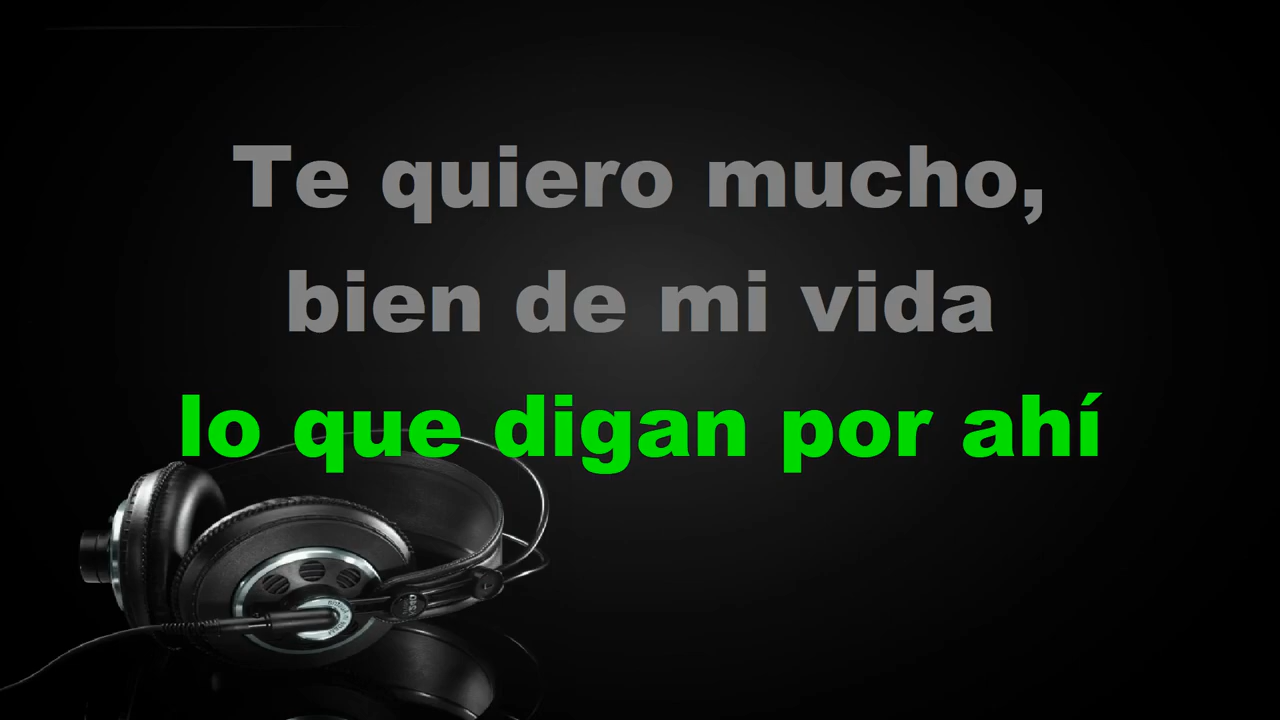 Te quiero mucho,
bien de mi vida
lo que digan por ahí